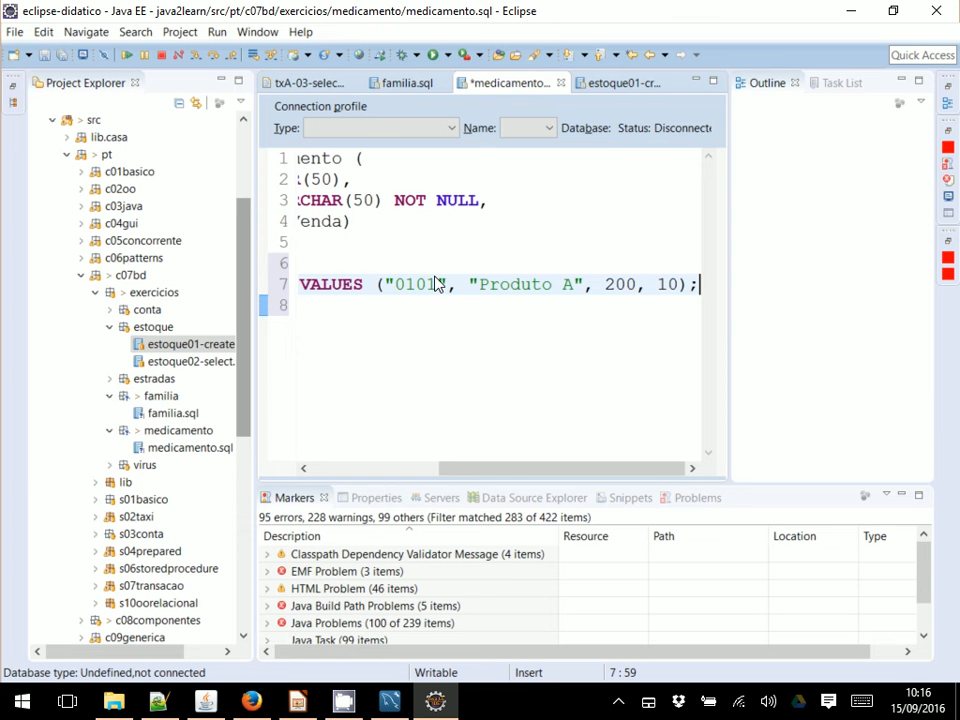 eclipse-didatico - Java EE - java2learn/src/pt/c07bd/exercicios/medicamento/medicamento.sql - Eclipse
File Edit Navigate Search Project Run Window Help
Quick Access
Project Explorer
txA-03-selec...
familia.sql
*medicamento...
estoque01-cr...
Outline
Task List
Connection profile
Type:
Name:
Database:
Status: Disconnecte
> src
lib.casa
> pt
c01basico
c02oo
c03java
c04gui
c05concorrente
c06patterns
> c07bd
> exercicios
conta
estoque
estoque01-create
estoque02-select.
estradas
> familia
familia.sql
> medicamento
medicamento.sql
virus
lib
s01basico
s02taxi
s03conta
s04prepared
s06storedprocedure
s07transacao
s10oorelacional
> c08componentes
c09generica
1 mento (
2 R(50),
3 RCHAR(50) NOT NULL,
4 Venda)
5
6
7 VALUES ("0101", "Produto A", 200, 10);
8
Markers
Properties
Servers
Data Source Explorer
Snippets
Problems
95 errors, 228 warnings, 99 others (Filter matched 283 of 422 items)
Description Resource Path Location Type
Classpath Dependency Validator Message (4 items)
EMF Problem (3 items)
HTML Problem (46 items)
Java Build Path Problems (5 items)
Java Problems (100 of 239 items)
Java Task (99 items)
Database type: Undefined,not connected
Writable
Insert
7 : 59
10:16
15/09/2016